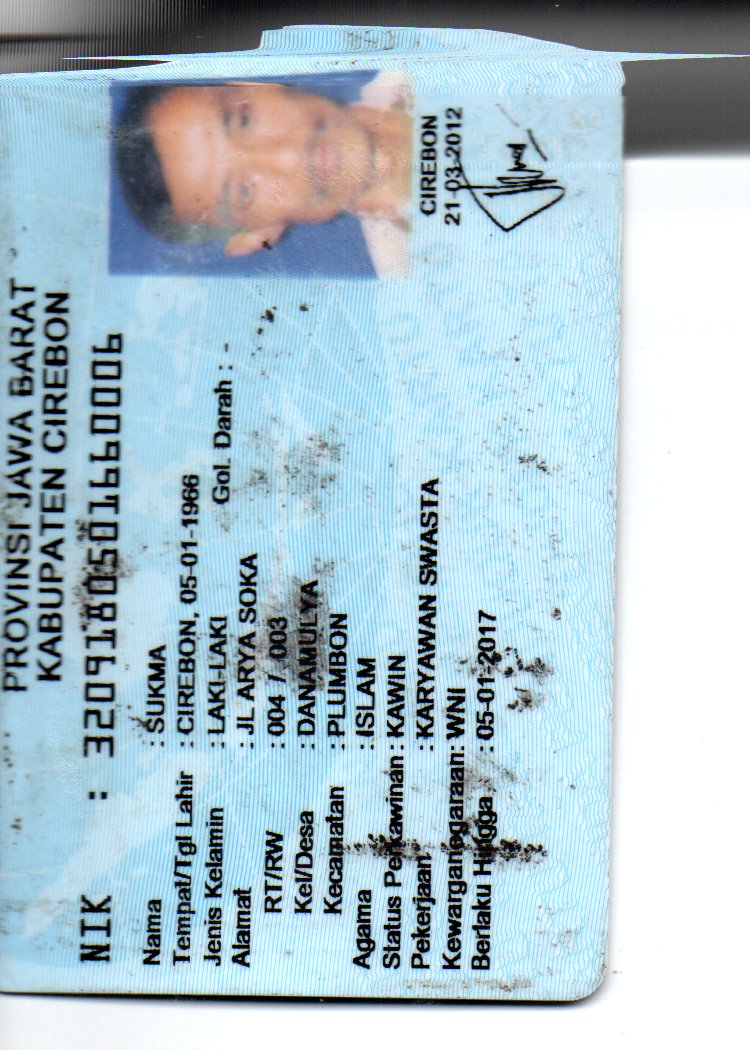 PROVINSI JAWA BARAT
KABUPATEN CIREBON
NIK : 3209180501660006
Nama : SUKMA
Tempat/Tgl Lahir : CIREBON, 05-01-1966
Jenis Kelamin : LAKI-LAKI Gol. Darah : -
Alamat : JL ARYA SOKA
RT/RW : 004 / 003
Kel/Desa : DANAMULYA
Kecamatan : PLUMBON
Agama : ISLAM
Status Perkawinan : KAWIN
Pekerjaan : KARYAWAN SWASTA
Kewarganegaraan: WNI
Berlaku Hingga : 05-01-2017
CIREBON
21-03-2012